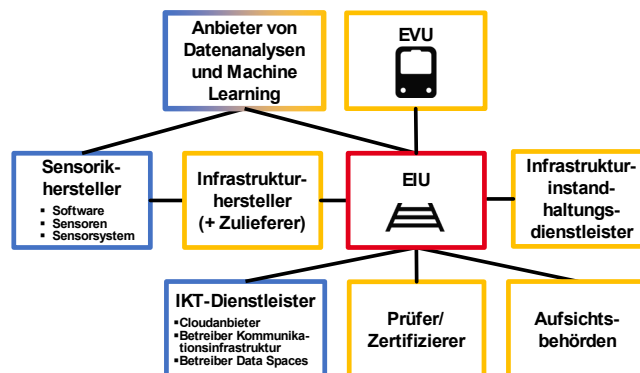 Anbieter von
Datenanalysen
und Machine
Learning
EVU
Sensorik-
hersteller
▪ Software
▪ Sensoren
▪ Sensorsystem
Infrastruktur-
hersteller
(+ Zulieferer)
EIU
Infrastruktur-
instand-
haltungs-
dienstleister
IKT-Dienstleister
▪Cloudanbieter
▪Betreiber Kommunika-
tionsinfrastruktur
▪Betreiber Data Spaces
Prüfer/
Zertifizierer
Aufsichts-
behörden